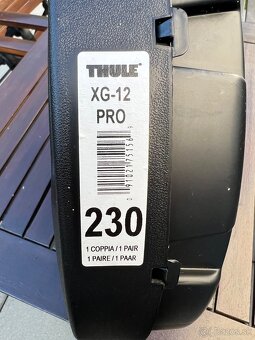 THULE
XG-12
PRO
230
1 COPPIA / 1 PAIR
1 PAIRE / 1 PAAR